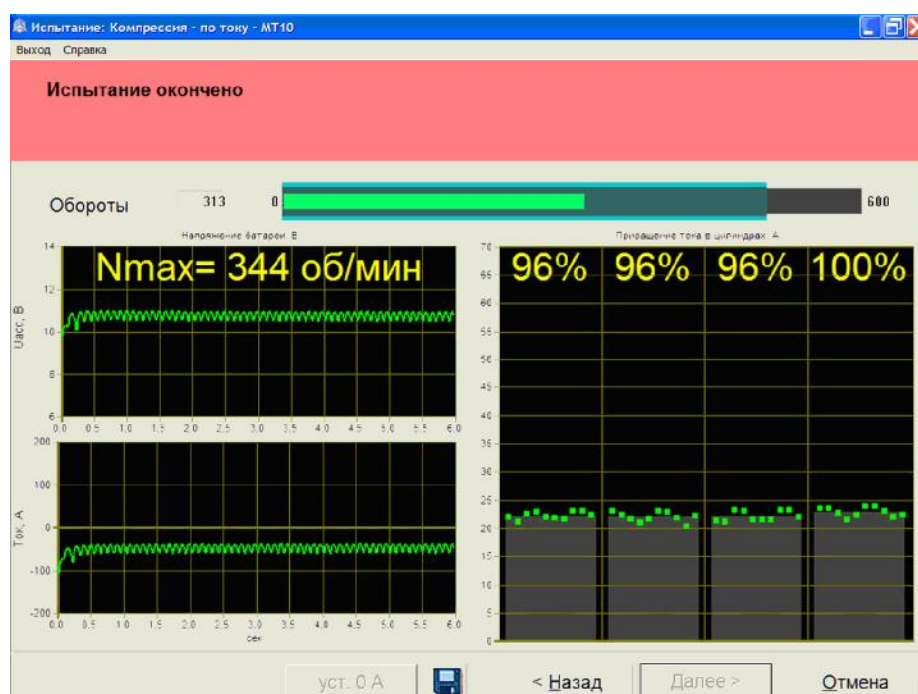 Испытание: Компрессия - по току - МТ10
Выход Справка
Испытание окончено
Обороты 313 0 600
Напряжение батареи. В
Nmax= 344 об/мин
Uacc, В
14
12
10
8
6
0.0 0.5 1.0 1.5 2.0 2.5 3.0 3.5 4.0 4.5 5.0 5.5 6.0
Ток, А
200
100
0
-100
-200
0.0 0.5 1.0 1.5 2.0 2.5 3.0 3.5 4.0 4.5 5.0 5.5 6.0
сек
Приращение тока в цилиндрах. А
96% 96% 96% 100%
70
65
60
55
50
45
40
35
30
25
20
15
10
5
0
уст. 0 А < Назад Далее > Отмена